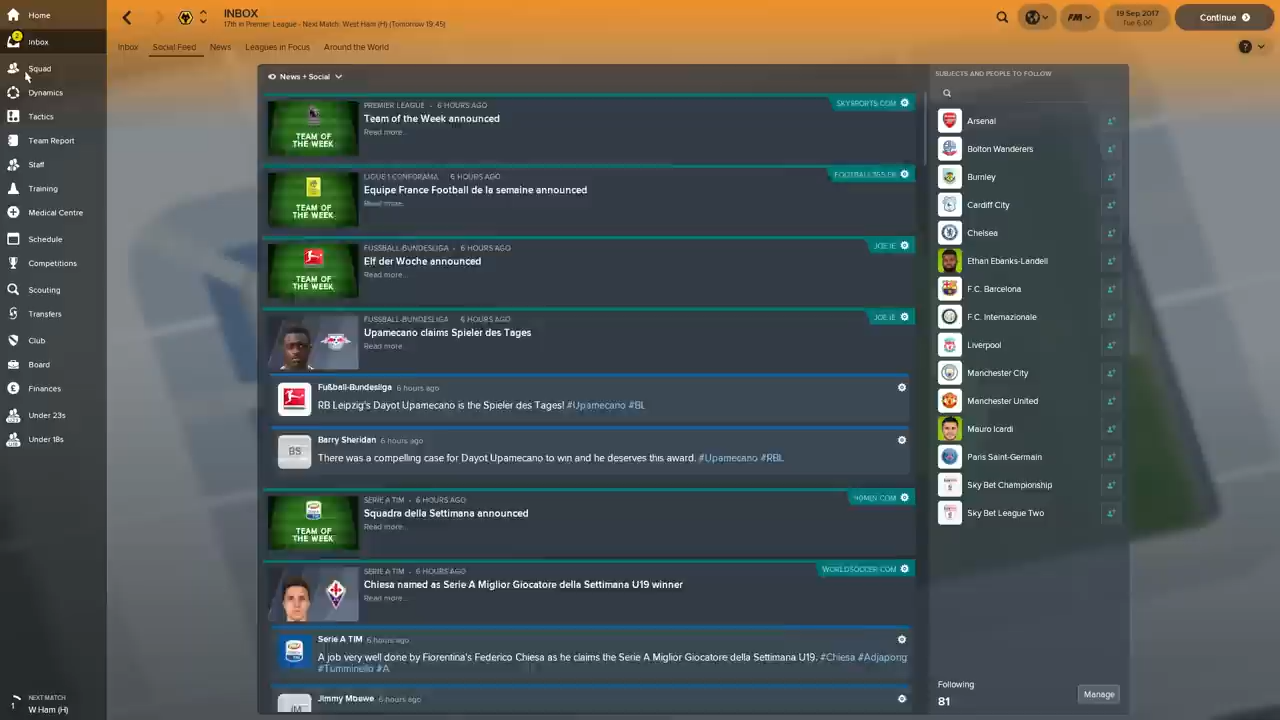 Home
2
Inbox
Squad
Dynamics
Tactics
Team Report
Staff
Training
Medical Centre
Schedule
Competitions
Scouting
Transfers
Club
Board
Finances
Under 23s
Under 18s
1
NEXT MATCH
W Ham (H)
INBOX
17th in Premier League - Next Match: West Ham (H) (Tomorrow 19:45)
FM
19 Sep 2017
Tue 6:00
Continue
Inbox
Social Feed
News
Leagues in Focus
Around the World
?
News + Social
PREMIER LEAGUE - 6 HOURS AGO
SKYSPORTS.COM
Team of the Week announced
Read more...
TEAM OF
THE WEEK
LIGUE 1 CONFORAMA 6 HOURS AGO
FOOTBALL365.FR
Equipe France Football de la semaine announced
Read more...
TEAM OF
THE WEEK
FUSSBALL-BUNDESLIGA - 6 HOURS AGO
JOE.IE
Elf der Woche announced
Read more...
TEAM OF
THE WEEK
FUSSBALL-BUNDESLIGA 6 HOURS AGO
JOE.IE
Upamecano claims Spieler des Tages
Read more...
Fußball-Bundesliga 6 hours ago
RB Leipzig's Dayot Upamecano is the Spieler des Tages! #Upamecano #BL
BS
Barry Sheridan 6 hours ago
There was a compelling case for Dayot Upamecano to win and he deserves this award. #Upamecano #RBL
SERIE A TIM - 6 HOURS AGO
90MIN.COM
Squadra della Settimana announced
Read more...
TEAM OF
THE WEEK
SERIE A TIM - 6 HOURS AGO
WORLDSOCCER.COM
Chiesa named as Serie A Miglior Giocatore della Settimana U19 winner
Read more...
Serie A TIM 6 hours ago
A job very well done by Fiorentina's Federico Chiesa as he claims the Serie A Miglior Giocatore della Settimana U19. #Chiesa #Adjapong
#Tumminello #A
JM
Jimmy Mbewe 6 hours ago
SUBJECTS AND PEOPLE TO FOLLOW
Arsenal
Bolton Wanderers
Burnley
Cardiff City
Chelsea
Ethan Ebanks-Landell
F.C. Barcelona
F.C. Internazionale
Liverpool
Manchester City
Manchester United
Mauro Icardi
Paris Saint-Germain
Sky Bet Championship
Sky Bet League Two
Following
81
Manage